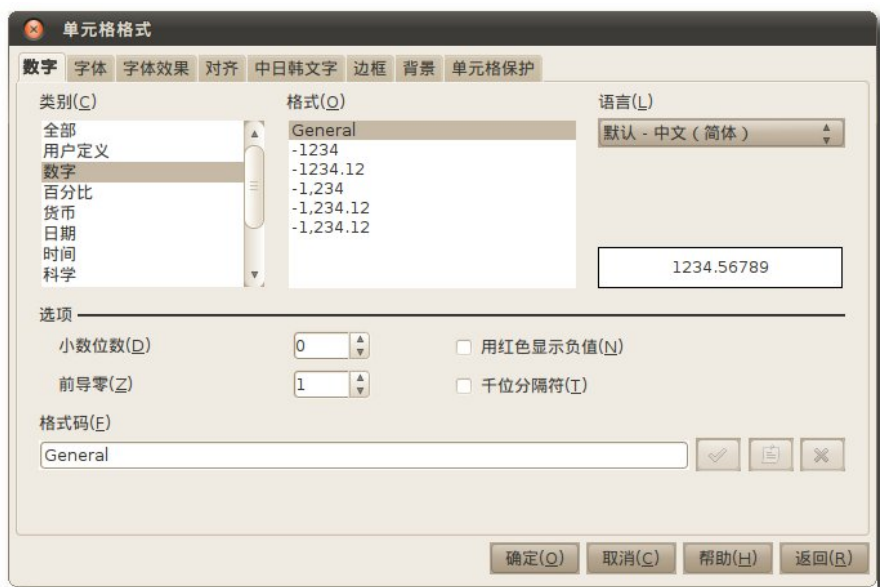 单元格格式
数字 字体 字体效果 对齐 中日韩文字 边框 背景 单元格保护
类别(C) 格式(O) 语言(L)
全部
用户定义
数字
百分比
货币
日期
时间
科学
General
-1234
-1234.12
-1,234
-1,234.12
-1,234.12
默认 - 中文（简体）
1234.56789
选项
小数位数(D) 0 用红色显示负值(N)
前导零(Z) 1 千位分隔符(T)
格式码(F)
General
确定(O) 取消(C) 帮助(H) 返回(R)